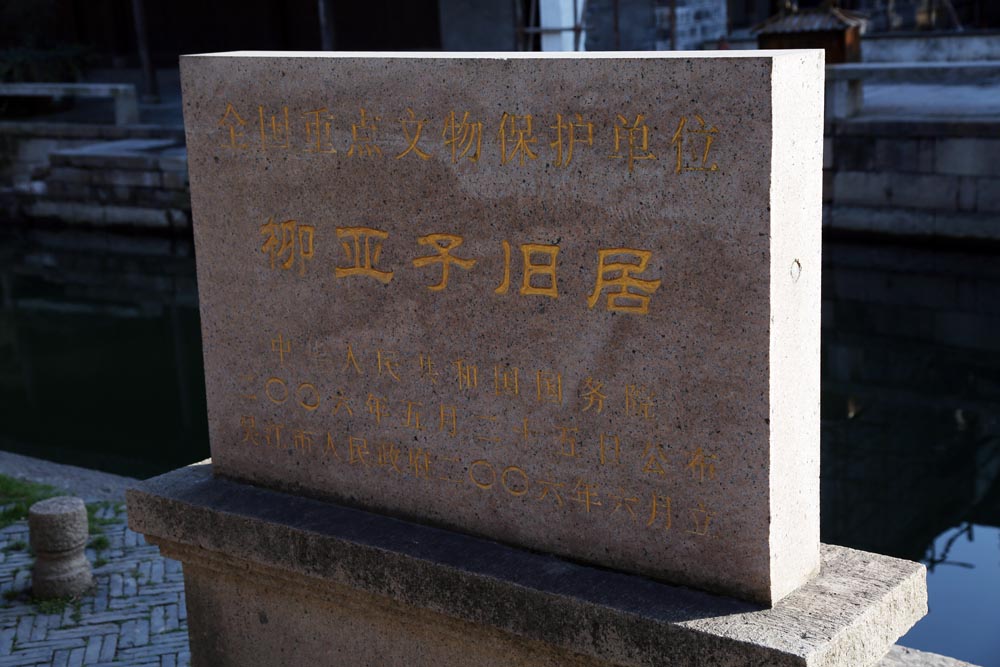 全国重点文物保护单位
柳亚子旧居
中华人民共和国国务院
二〇〇六年五月二十五日公布
吴江市人民政府二〇〇六年六月立